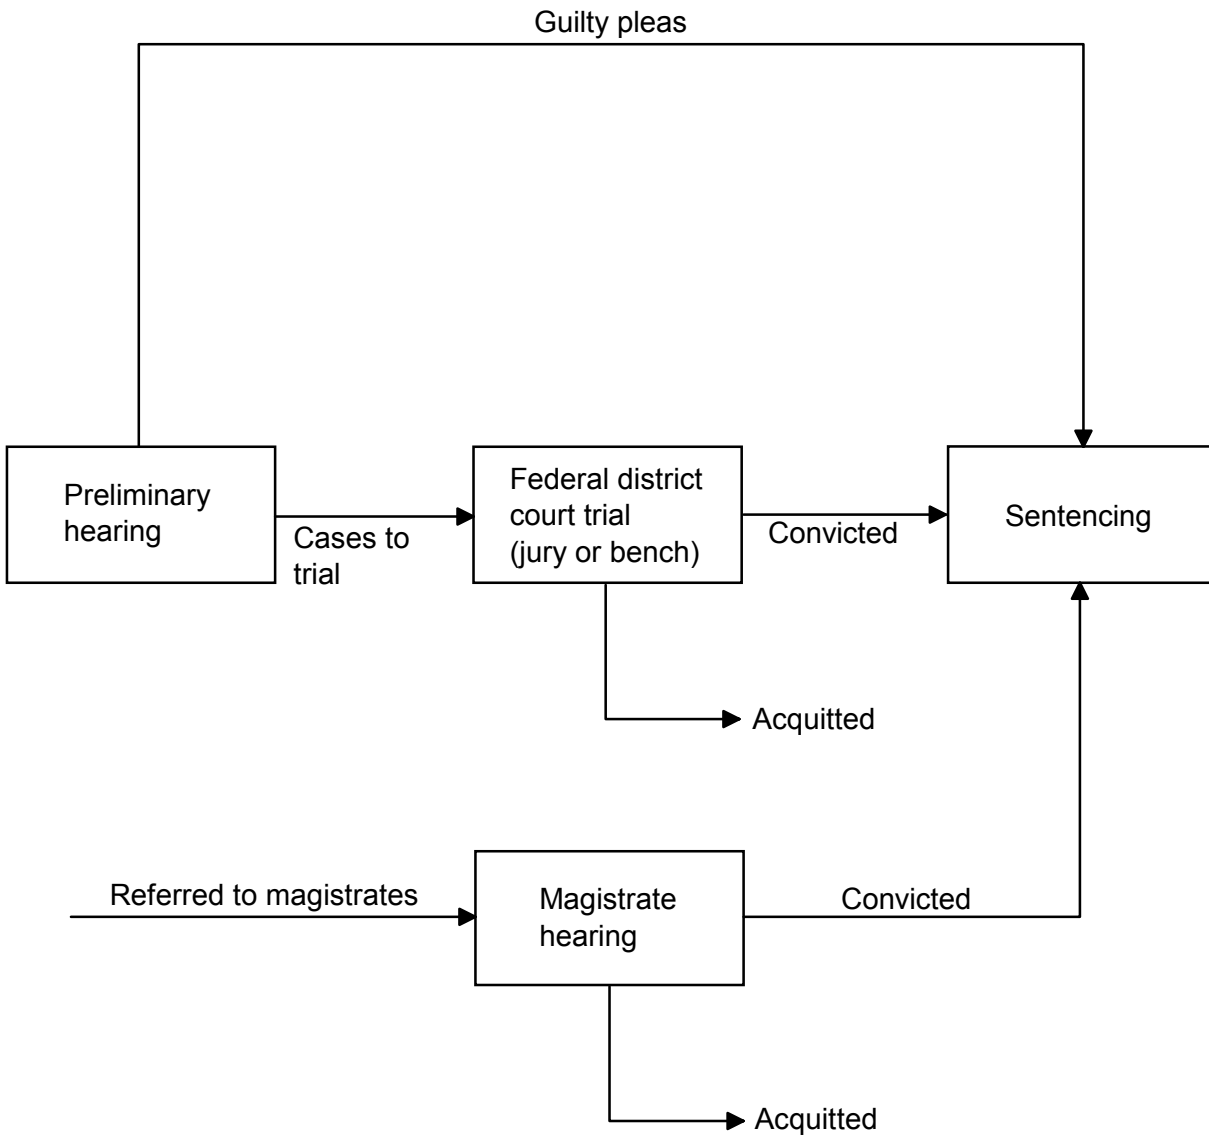 Guilty pleas
Preliminary
hearing
Cases to
trial
Federal district
court trial
(jury or bench)
Convicted
Sentencing
Acquitted
Referred to magistrates
Magistrate
hearing
Convicted
Acquitted